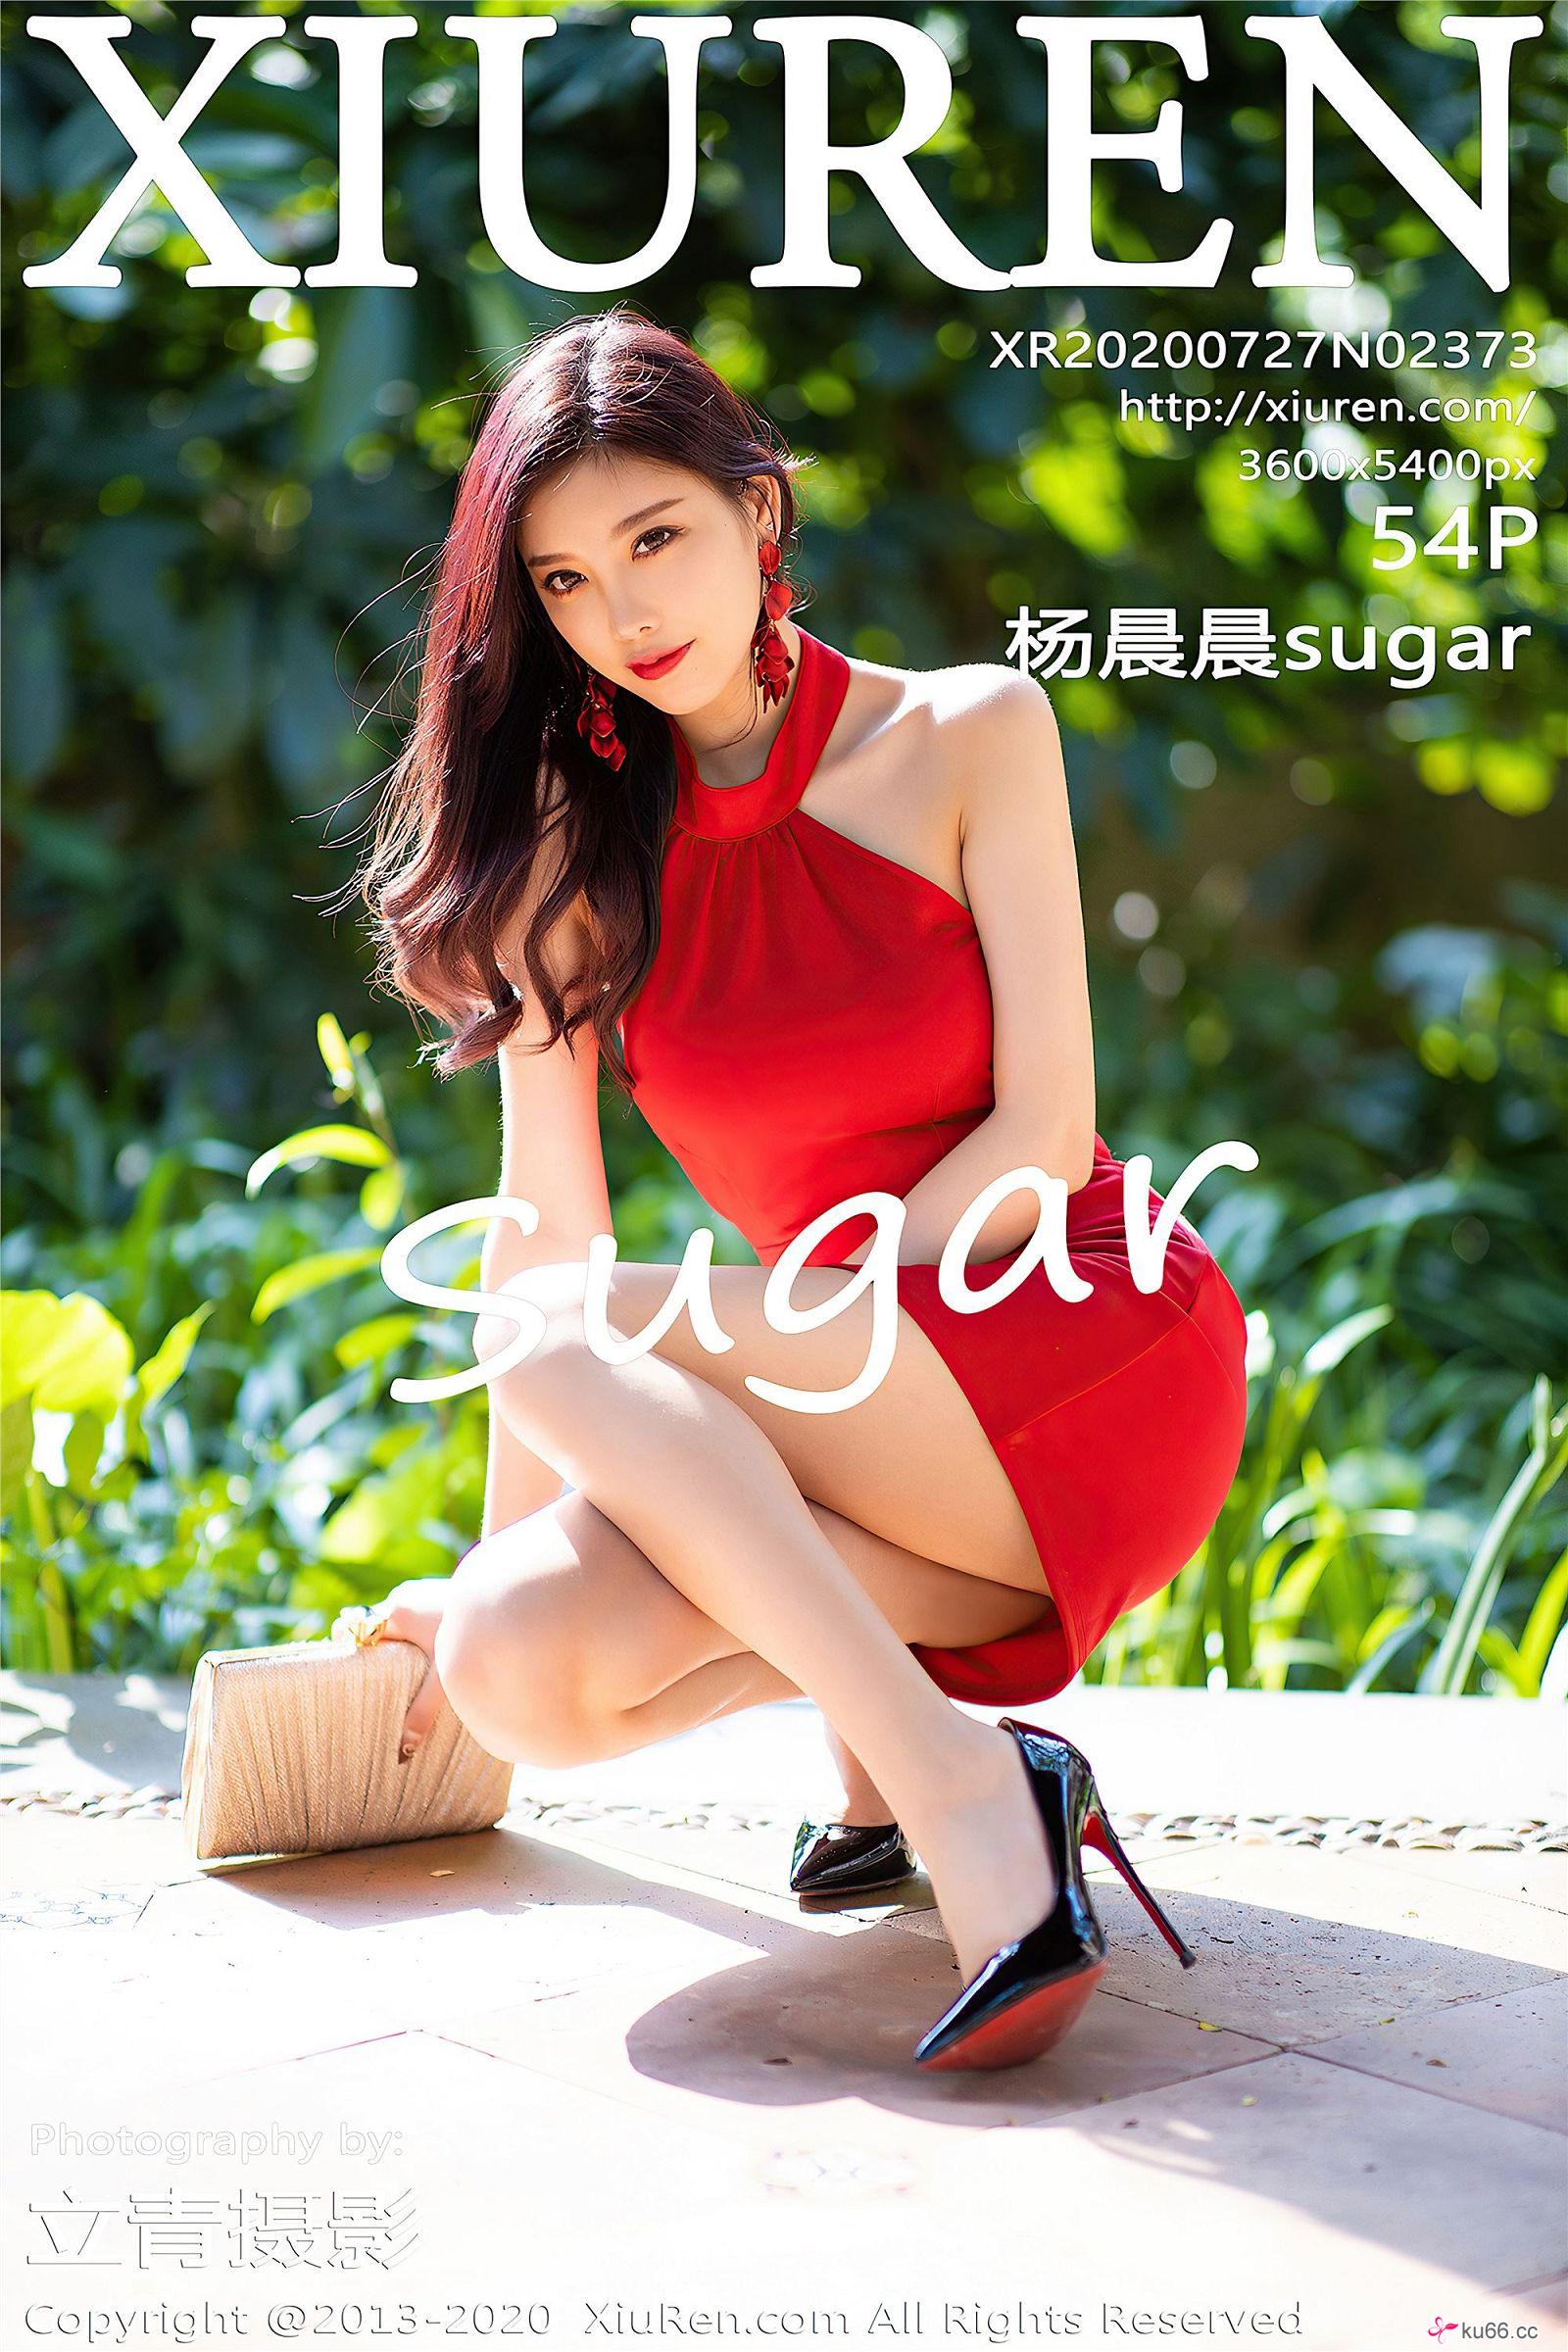 XIUREN
XR20200727N02373
http://xiuren.com/
3600x5400px
54P
杨晨晨sugar
sugar
Photography by:
立青摄影
Copyright @2013-2020 XiuRen.com All Rights Reserved
ku66.cc